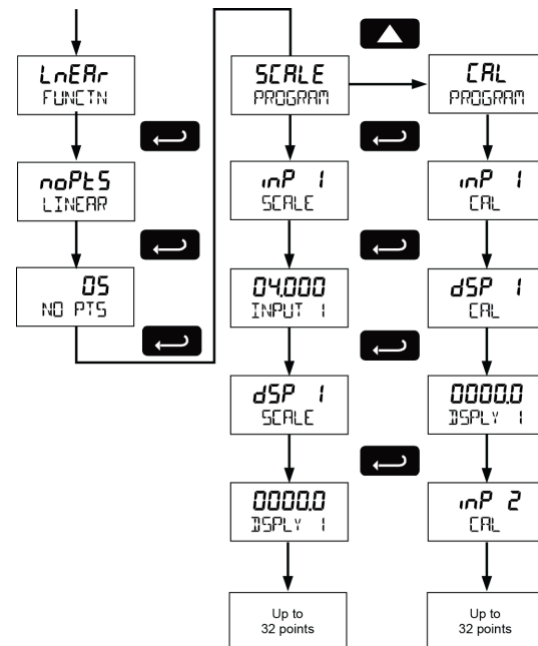 LnEAr
FUNCTN
noPtS
LINEAR
05
NO PTS
SCALE
PROGRAM
inP 1
SCALE
04.000
INPUT 1
dSP 1
SCALE
0000.0
DSPLY 1
Up to
32 points
CAL
PROGRAM
inP 1
CAL
dSP 1
CAL
0000.0
DSPLY 1
inP 2
CAL
Up to
32 points